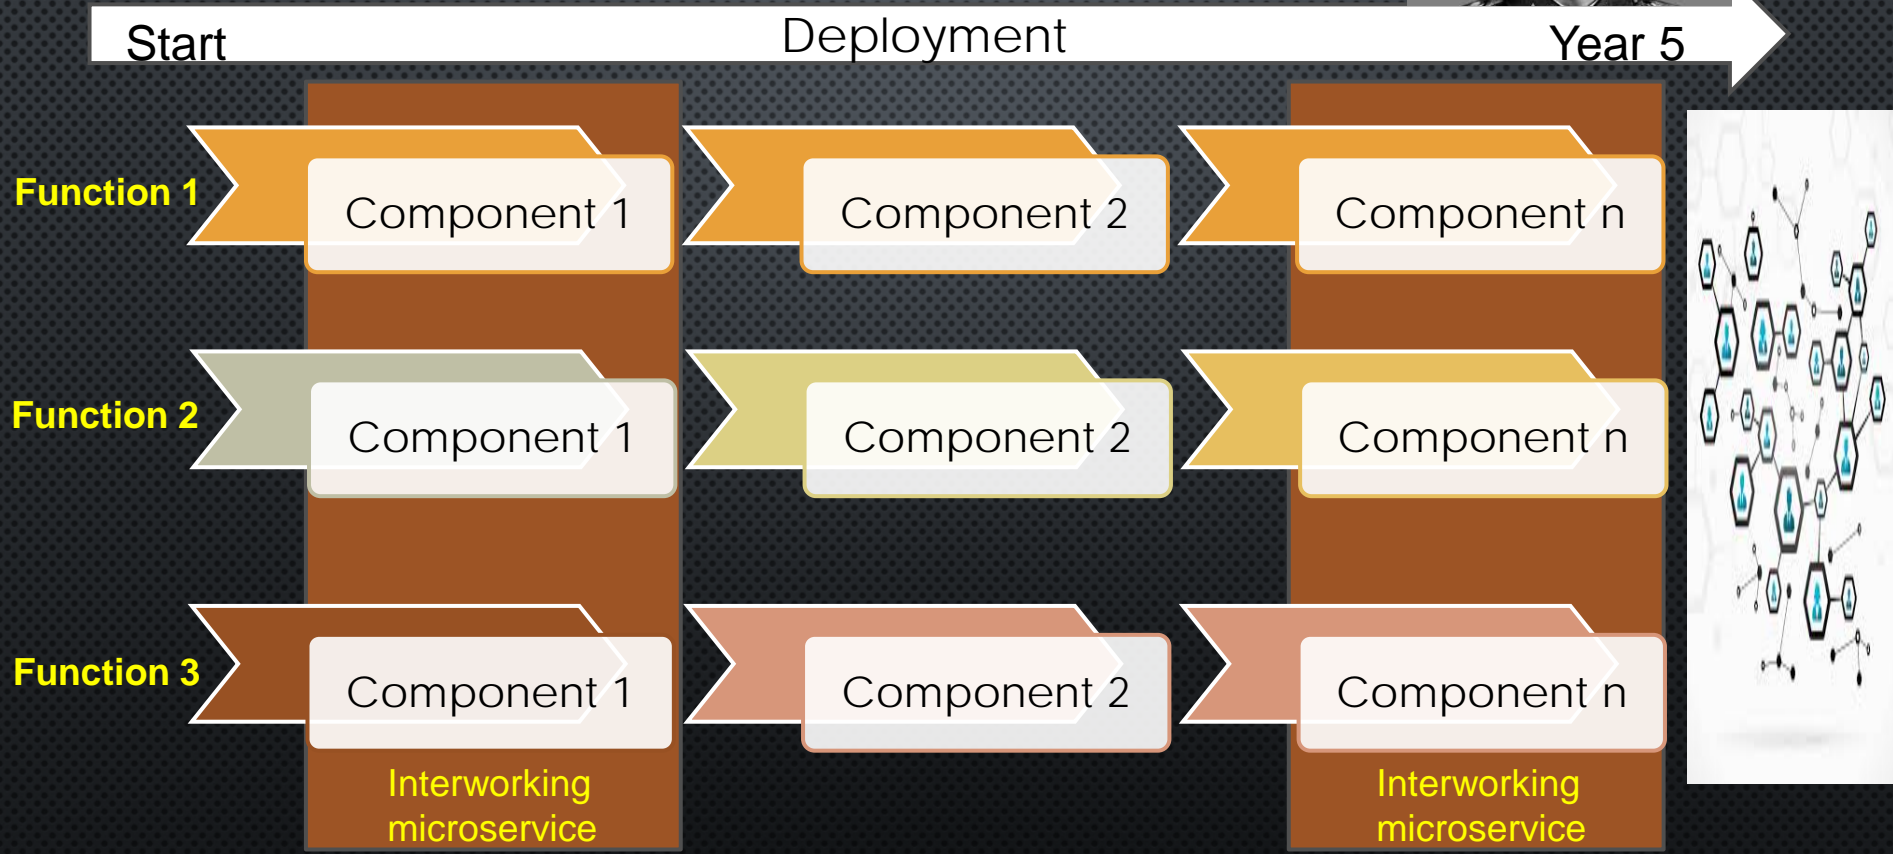 Start
Deployment
Year 5
Function 1
Component 1
Component 2
Component n
Function 2
Component 1
Component 2
Component n
Function 3
Component 1
Component 2
Component n
Interworking
microservice
Interworking
microservice